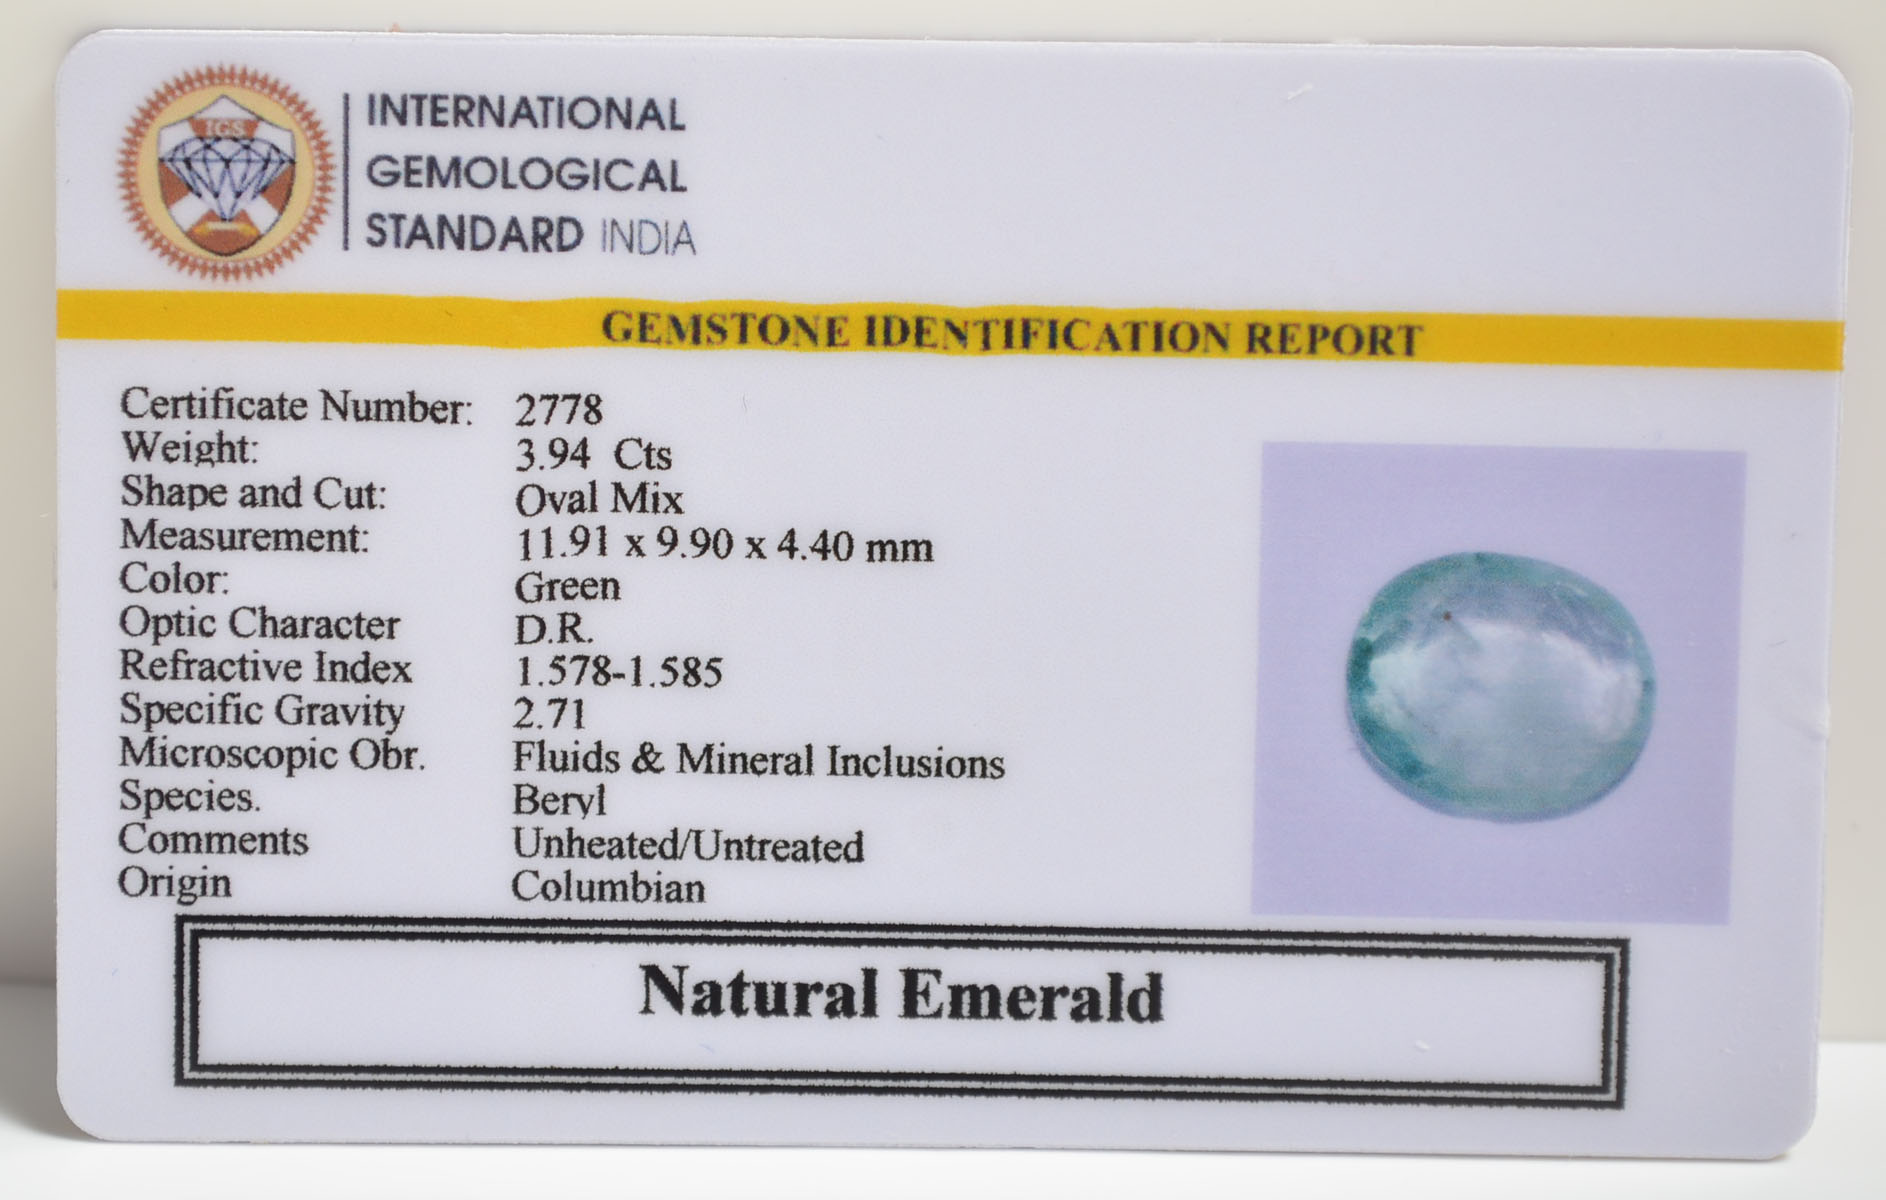 IGS
INTERNATIONAL
GEMOLOGICAL
STANDARD INDIA
GEMSTONE IDENTIFICATION REPORT
Certificate Number: 2778
Weight: 3.94 Cts
Shape and Cut: Oval Mix
Measurement: 11.91 x 9.90 x 4.40 mm
Color: Green
Optic Character D.R.
Refractive Index 1.578-1.585
Specific Gravity 2.71
Microscopic Obr. Fluids & Mineral Inclusions
Species. Beryl
Comments Unheated/Untreated
Origin Columbian
Natural Emerald